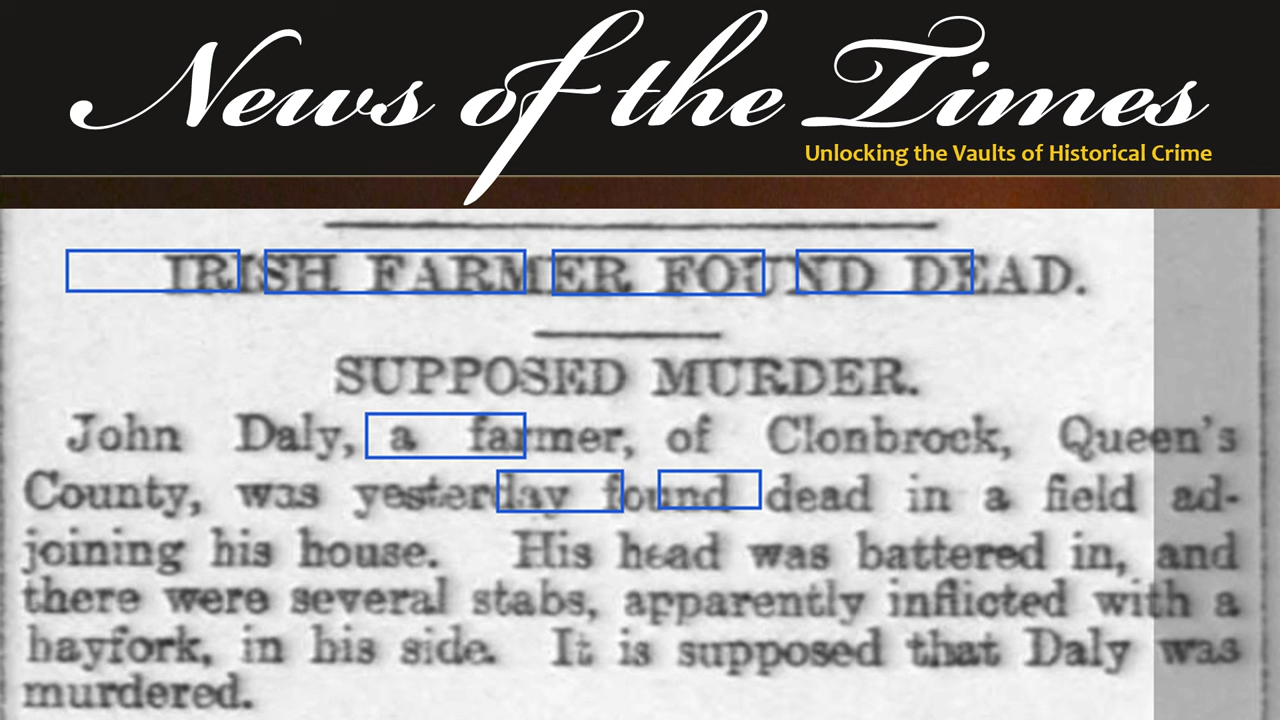 News of the Times
Unlocking the Vaults of Historical Crime
IRISH FARMER FOUND DEAD.
SUPPOSED MURDER.
John Daly, a farmer, of Clonbrock, Queen's
County, was yesterday found dead in a field ad-
joining his house. His head was battered in, and
there were several stabs, apparently inflicted with a
hayfork, in his side. It is supposed that Daly was
murdered.